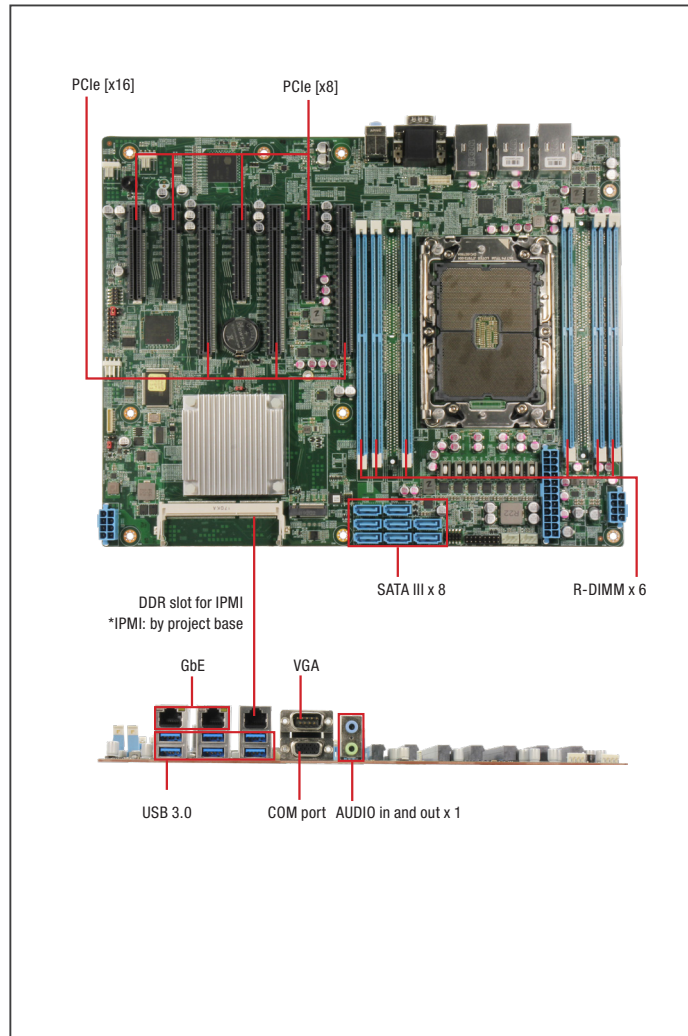 PCIe [x16]
PCIe [x8]
SATA III x 8
R-DIMM x 6
DDR slot for IPMI
*IPMI: by project base
GbE
VGA
USB 3.0
COM port
AUDIO in and out x 1